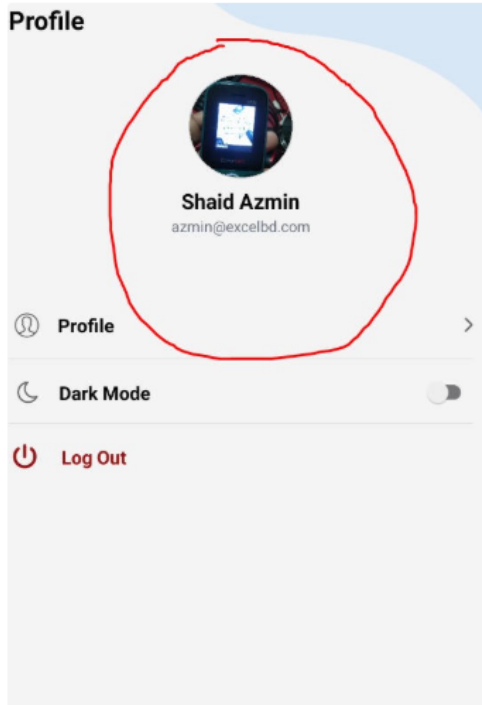 Profile
Shaid Azmin
azmin@excelbd.com
Profile
Dark Mode
Log Out